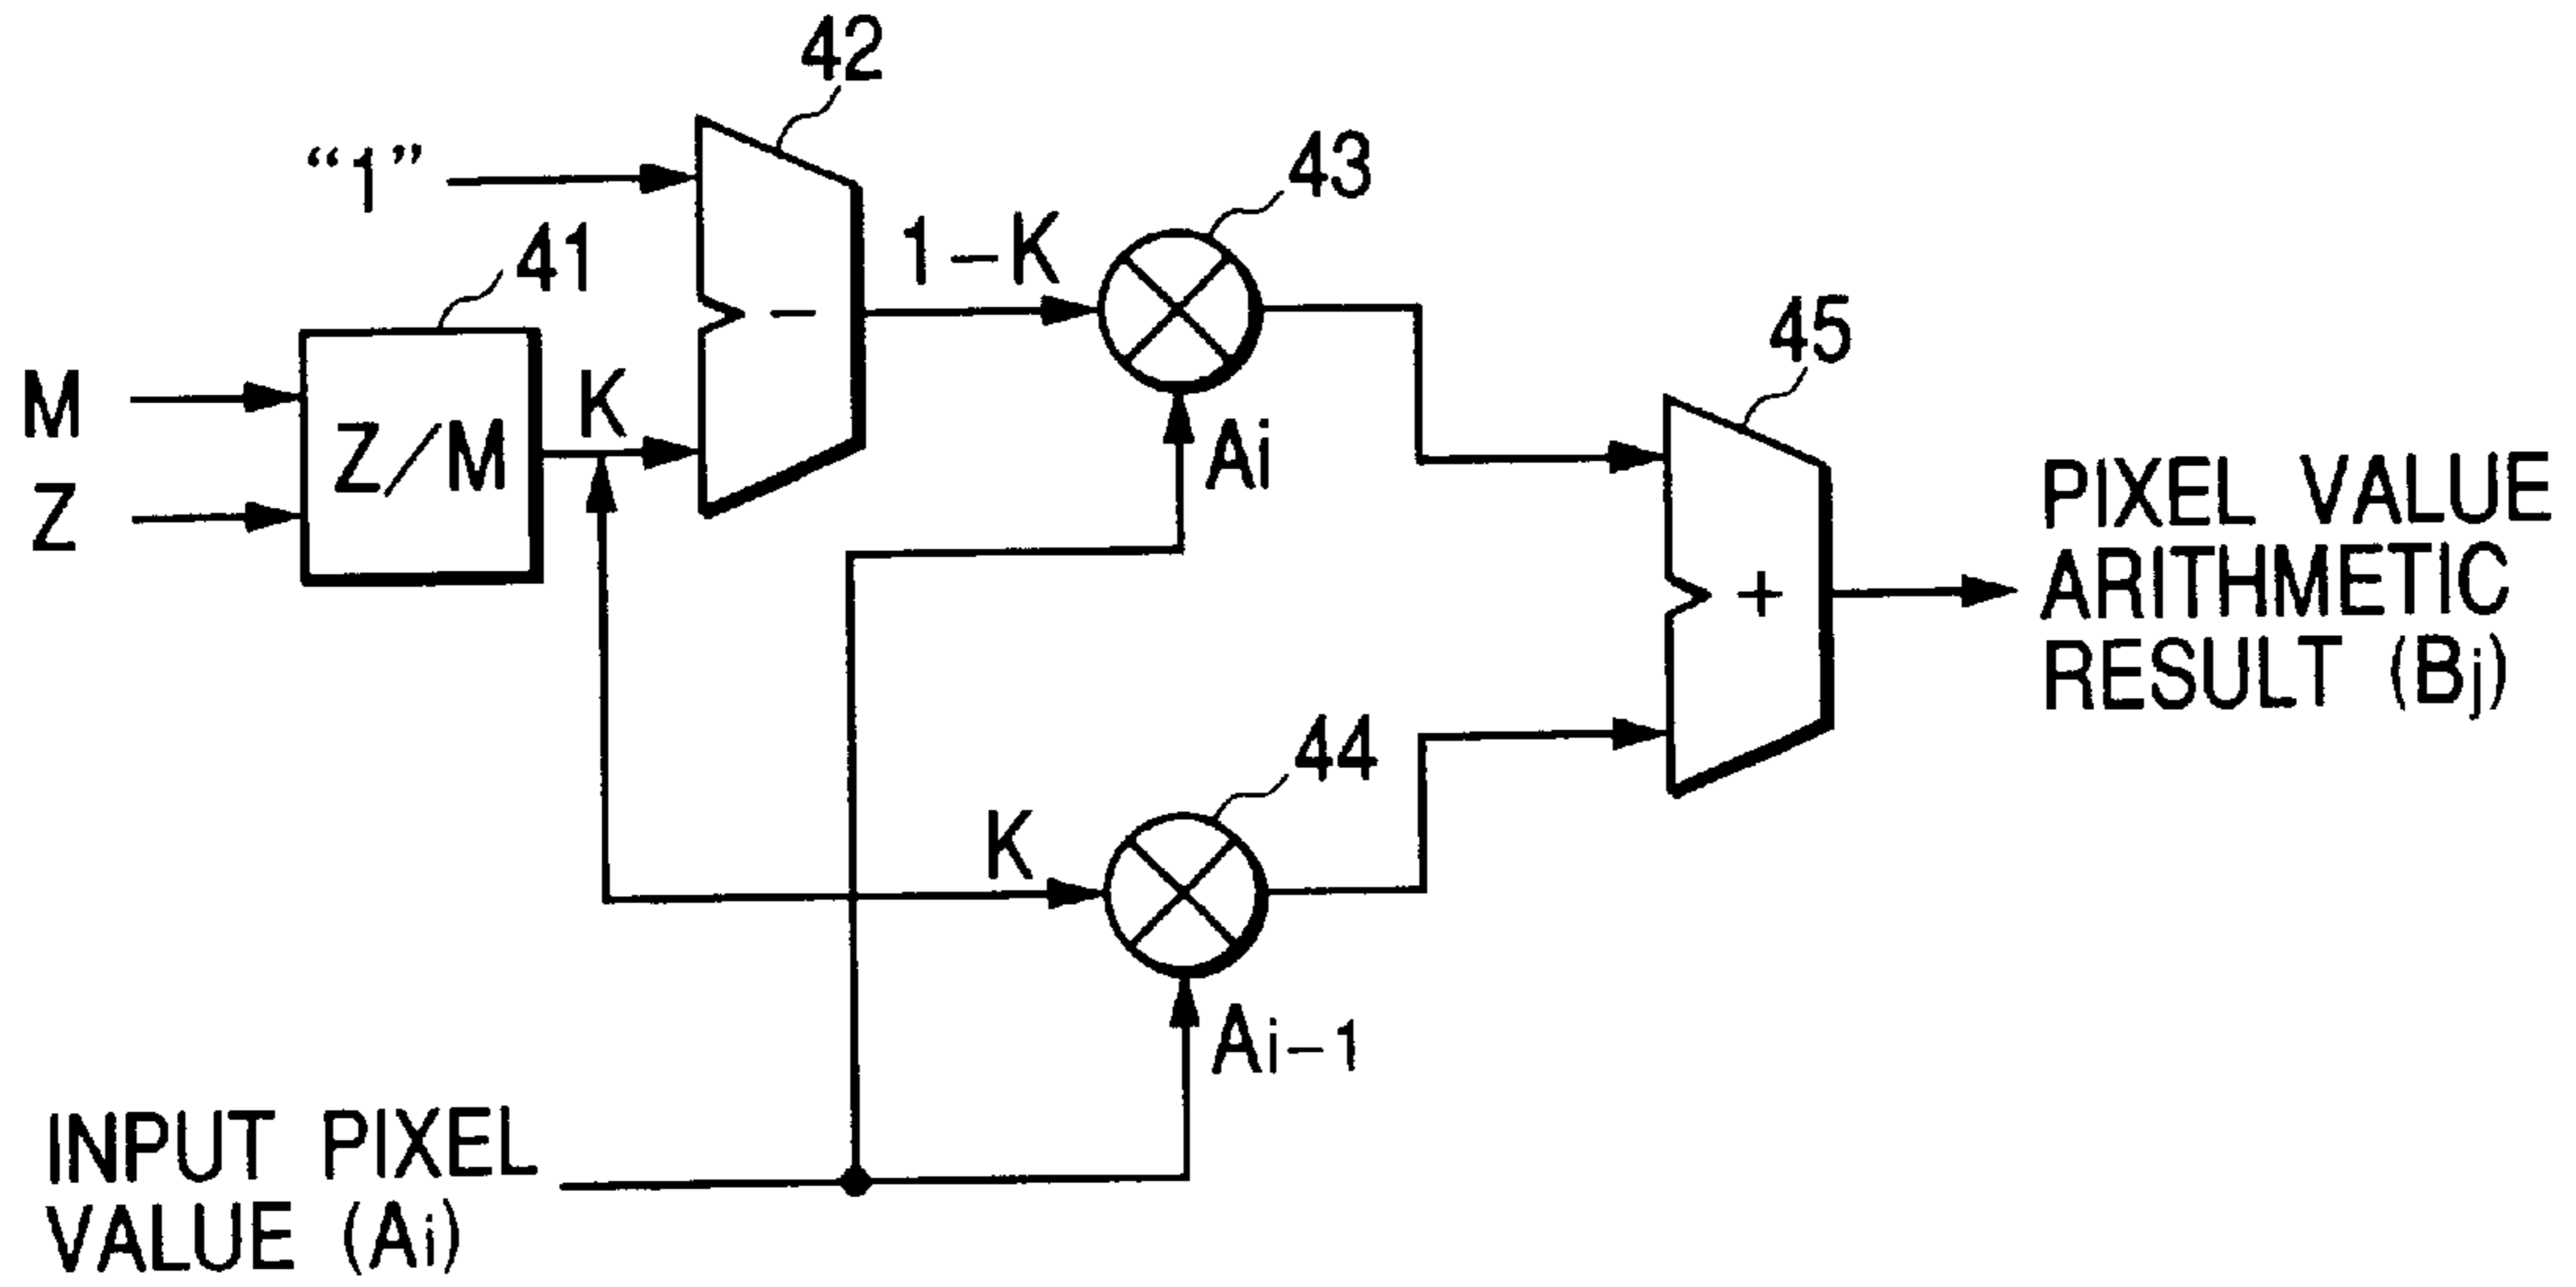 42
"1"
43
41
1-K
45
M
Z/M
K
Ai
Z
-
PIXEL VALUE
ARITHMETIC
RESULT (Bj)
+
44
K
Ai-1
INPUT PIXEL
VALUE (Ai)